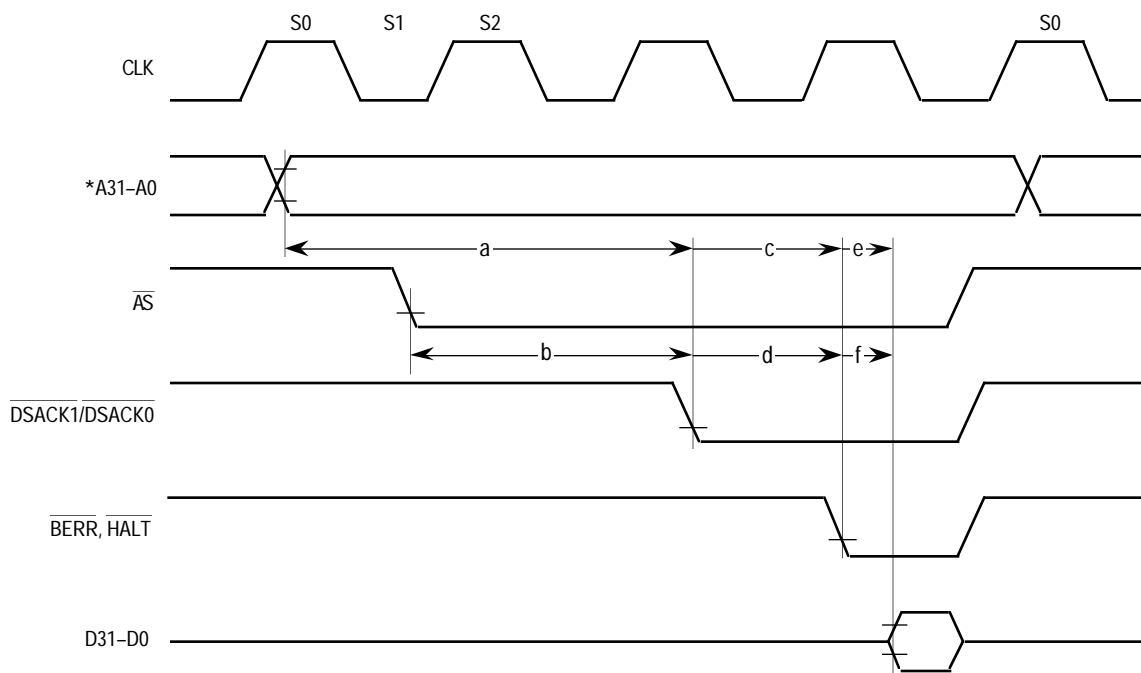 S0 S1 S2 S0
CLK
*A31–A0
a c e
AS
b d f
DSACK1/DSACK0
BERR, HALT
D31–D0